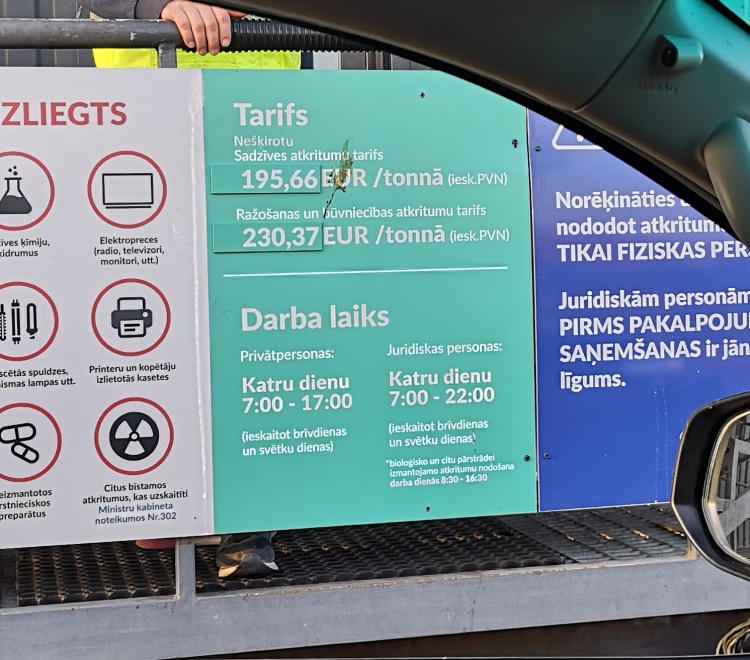 ZLIEGTS
Elektropreces
(radio, televizori,
monitori, utt.)
Printeru un kopētāju
izlietotās kasetes
Citus bīstamos
atkritumus, kas uzskaitīti
Ministru kabineta
noteikumos Nr.302
Tarifs
Nešķirotu
Sadzīves atkritumu tarifs
195,66 EUR /tonnā (iesk.PVN)
Ražošanas un būvniecības atkritumu tarifs
230,37 EUR /tonnā (iesk.PVN)
Darba laiks
Privātpersonas:
Katru dienu
7:00 - 17:00
(ieskaitot brīvdienas
un svētku dienas)
Juridiskas personas:
Katru dienu
7:00 - 22:00
(ieskaitot brīvdienas
un svētku dienas)
*bioloģisko un citu pārstrādei
izmantojamo atkritumu nodošana
darba dienās 8:30 - 16:30
Norēķināties
nododot atkritum
TIKAI FIZISKAS PER
Juridiskām personām
PIRMS PAKALPOJU
SAŅEMŠANAS ir jān
līgums.